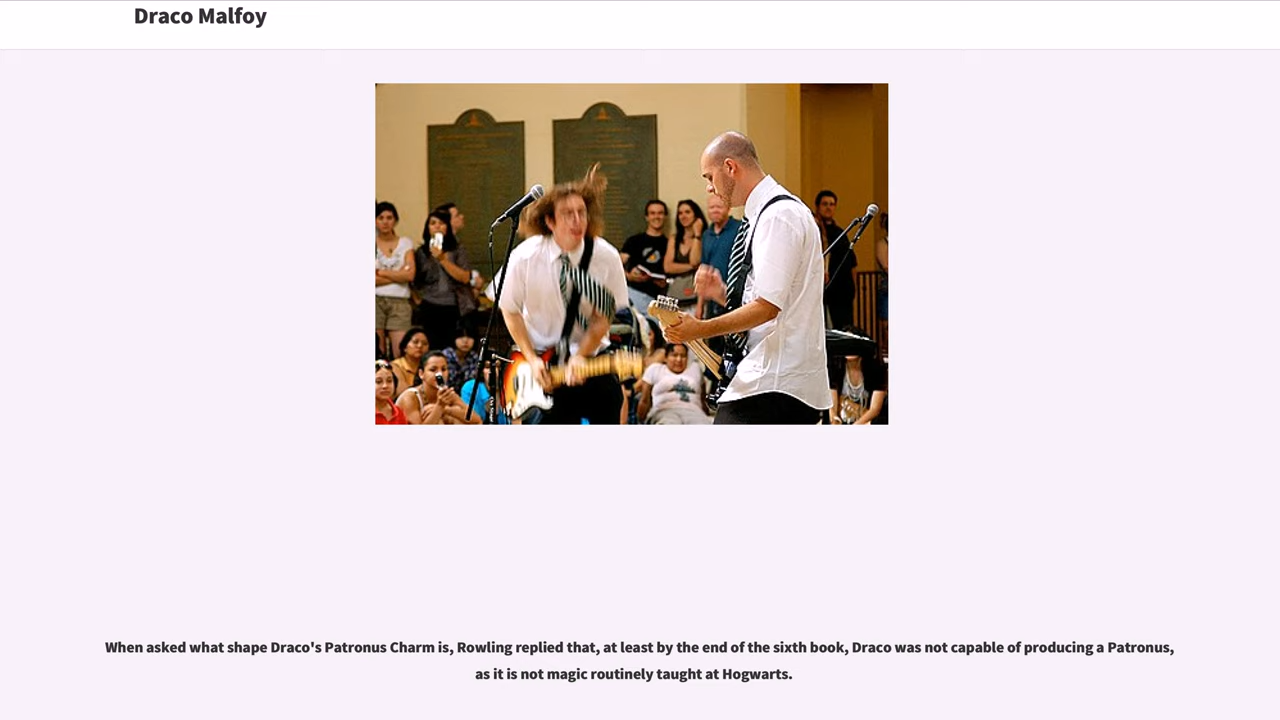 Draco Malfoy
When asked what shape Draco's Patronus Charm is, Rowling replied that, at least by the end of the sixth book, Draco was not capable of producing a Patronus,
as it is not magic routinely taught at Hogwarts.